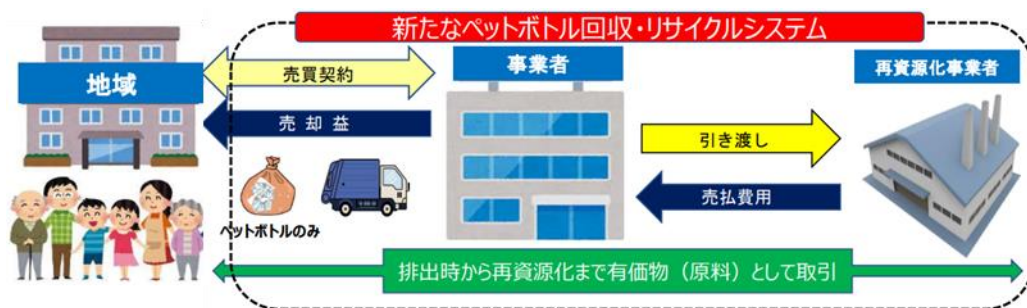 新たなペットボトル回収・リサイクルシステム
地域
売買契約
事業者
再資源化事業者
売却益
引き渡し
売払費用
ペットボトルのみ
排出時から再資源化まで有価物（原料）として取引